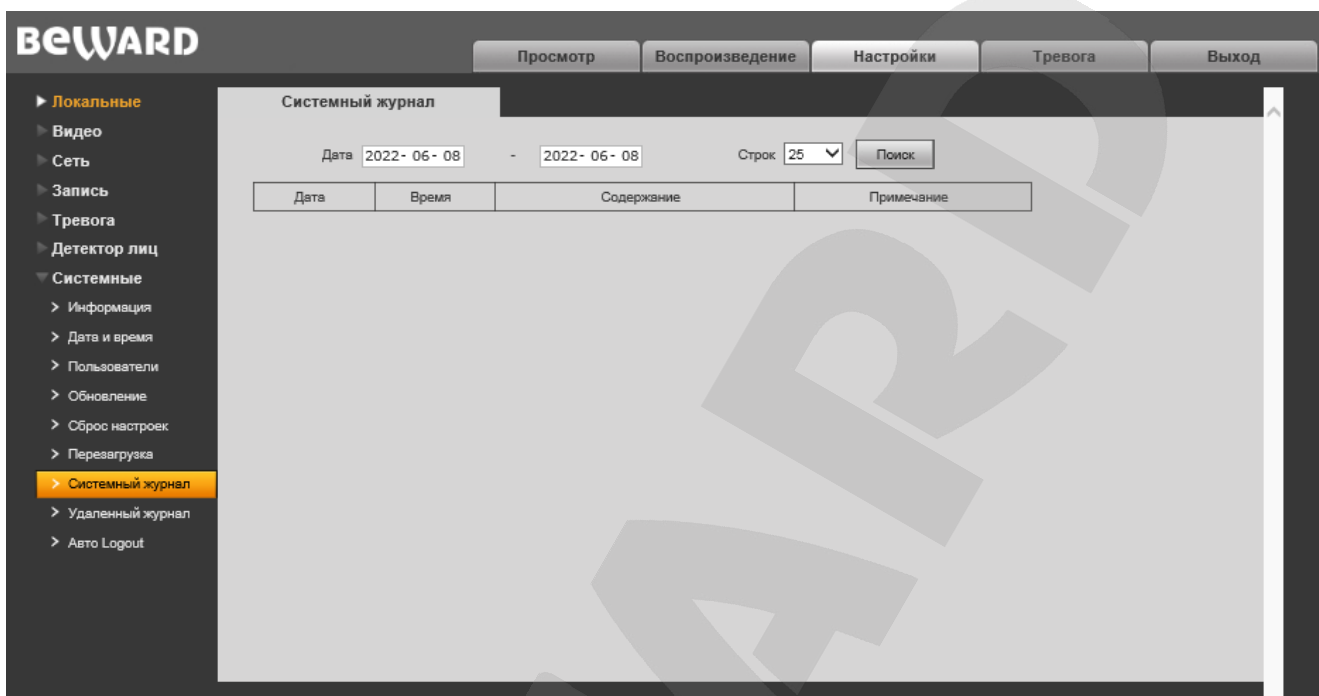 BEWARD
Просмотр
Воспроизведение
Настройки
Тревога
Выход
Локальные
Видео
Сеть
Запись
Тревога
Детектор лиц
Системные
Информация
Дата и время
Пользователи
Обновление
Сброс настроек
Перезагрузка
Системный журнал
Удаленный журнал
Авто Logout
Системный журнал
Дата 2022-06-08 - 2022-06-08 Строк 25 Поиск
Дата Время Содержание Примечание